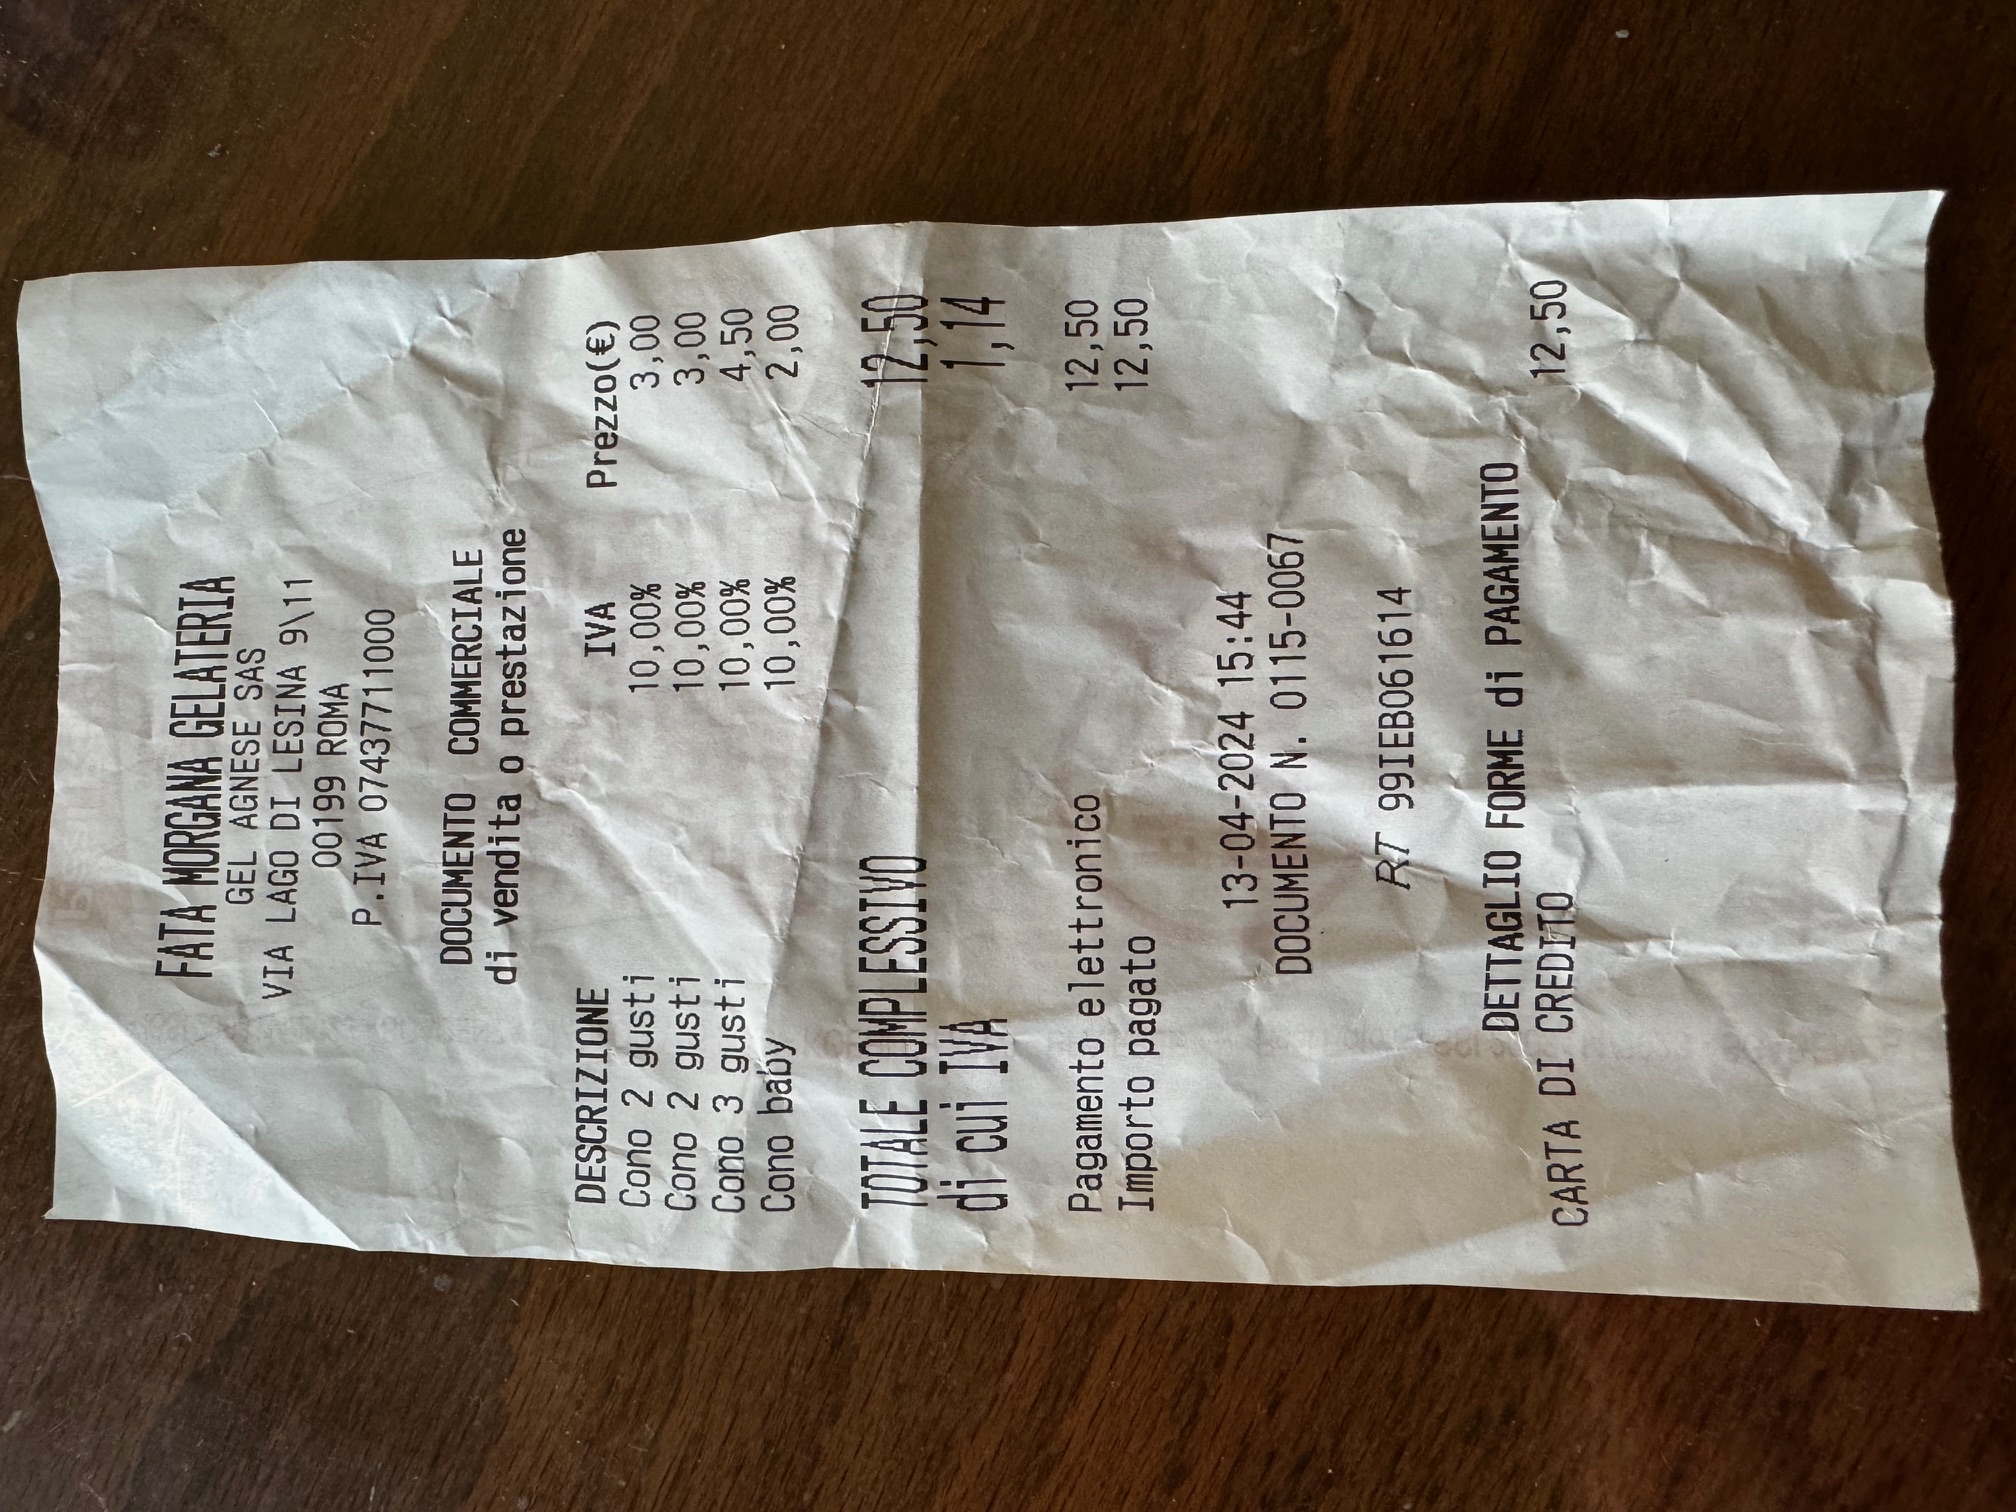 FATA MORGANA GELATERIA
GEL AGNESE SAS
VIA LAGO DI LESINA 9\11
00199 ROMA
P.IVA 07437711000
DOCUMENTO COMMERCIALE
di vendita o prestazione
DESCRIZIONE IVA Prezzo(€)
Cono 2 gusti 10,00% 3,00
Cono 2 gusti 10,00% 3,00
Cono 3 gusti 10,00% 4,50
Cono baby 10,00% 2,00
TOTALE COMPLESSIVO 12,50
di cui IVA 1,14
Pagamento elettronico 12,50
Importo pagato 12,50
13-04-2024 15:44
DOCUMENTO N. 0115-0067
RT 99IEB061614
DETTAGLIO FORME di PAGAMENTO
CARTA DI CREDITO 12,50